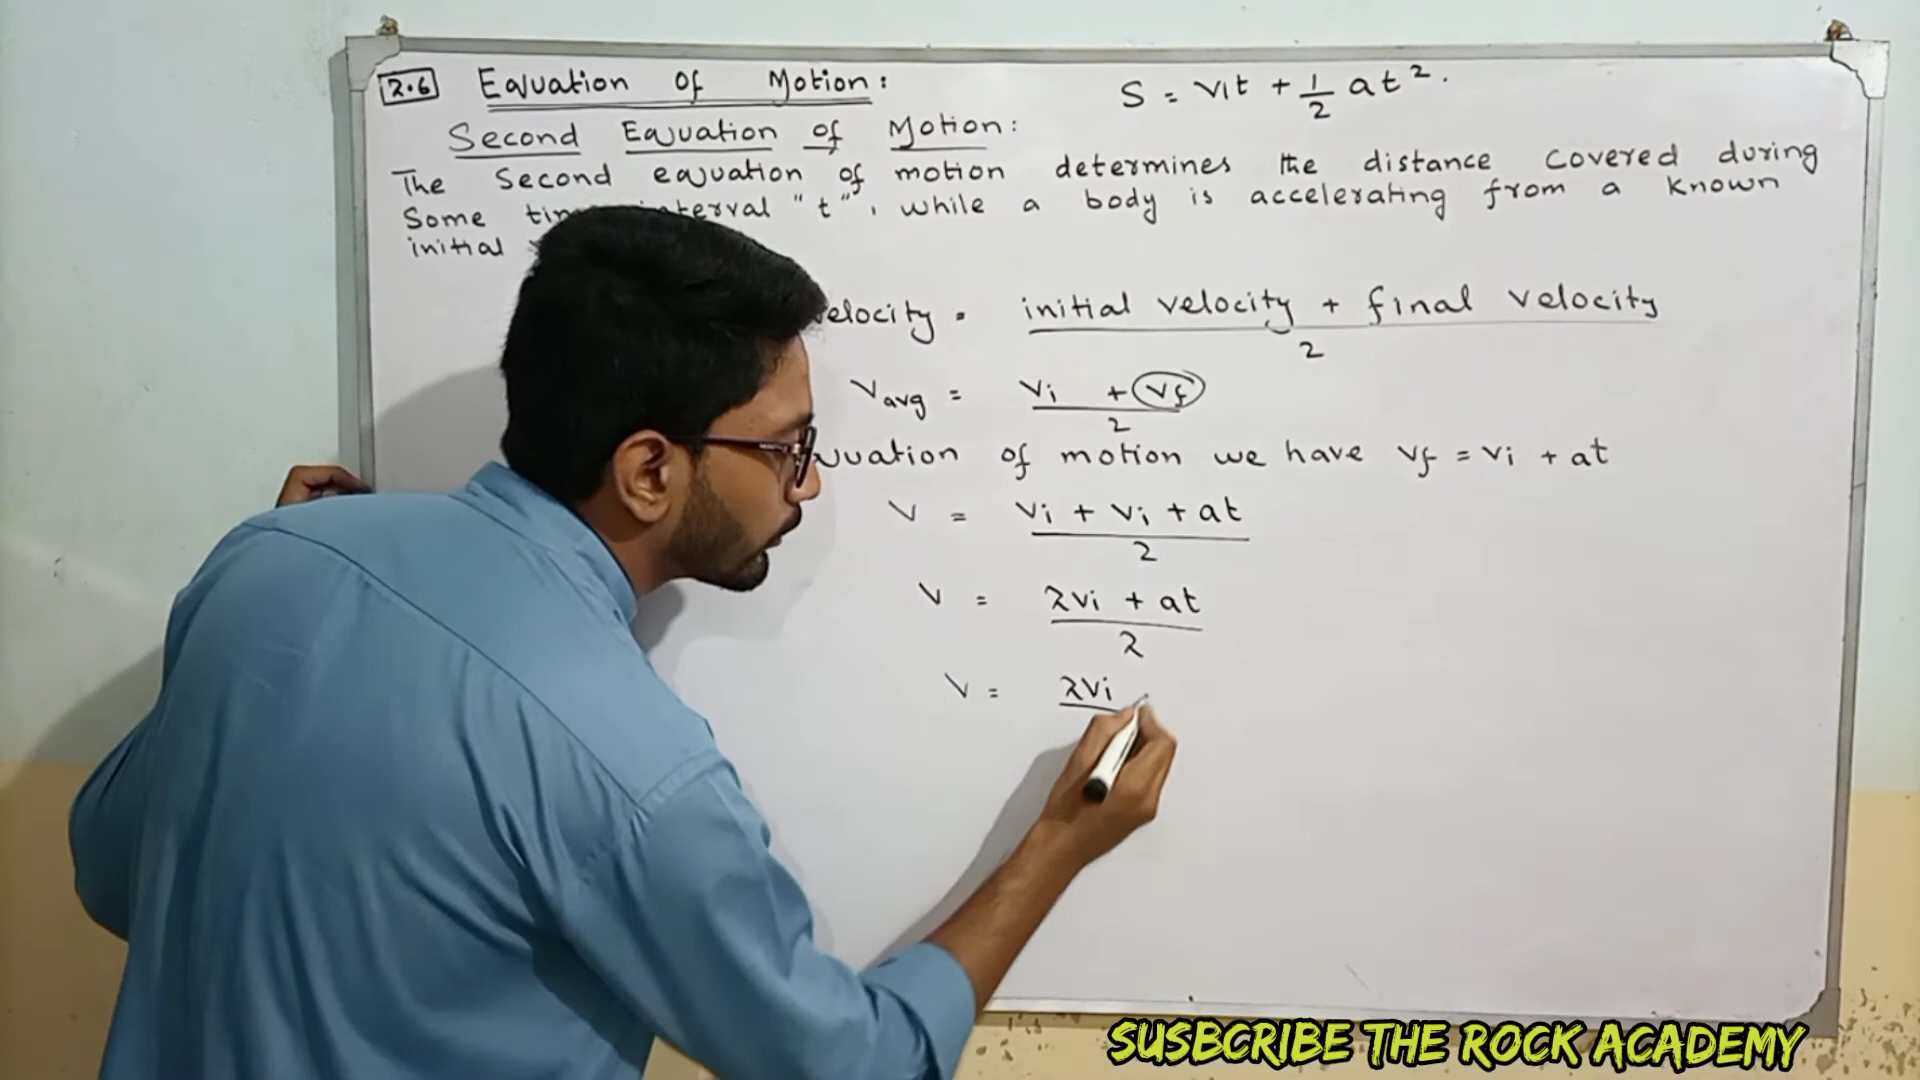 2.6 Equation of Motion:
S = vit + 1/2 at².
Second Equation of Motion:
The Second equation of motion determines the distance covered during
Some interval "t", while a body is accelerating from a known
initial
velocity = initial velocity + final velocity / 2
Vavg = vi + vf / 2
of motion we have vf = vi + at
V = vi + vi + at / 2
V = 2vi + at / 2
V = 2vi
SUSBCRIBE THE ROCK ACADEMY